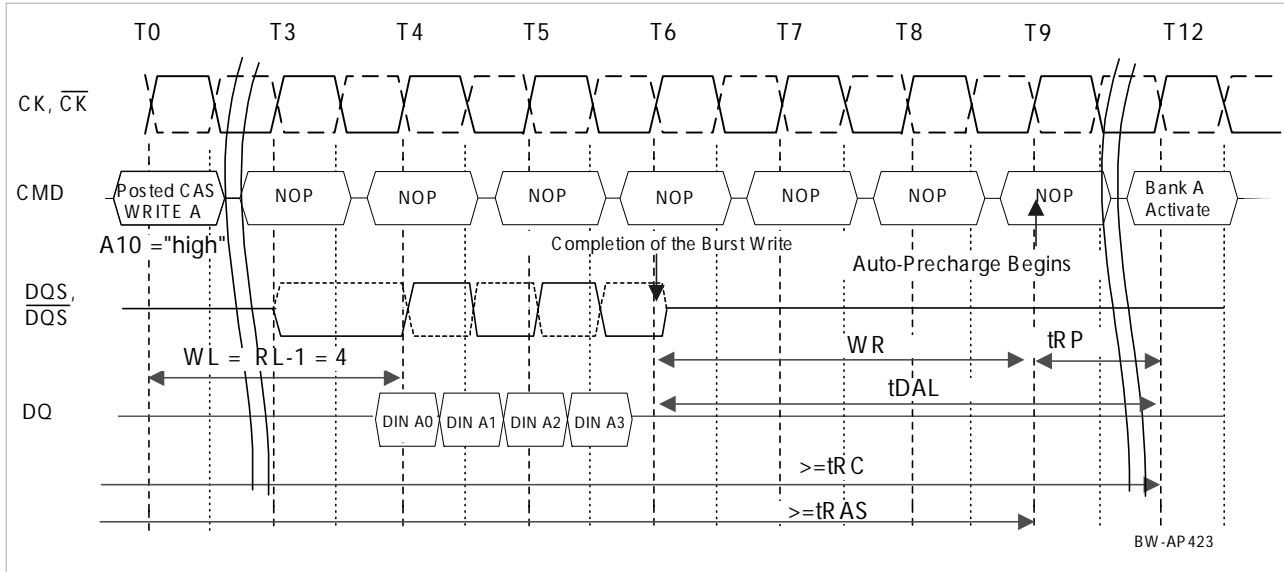 T0 T3 T4 T5 T6 T7 T8 T9 T12
CK, CK
CMD
Posted CAS
WRITE A
NOP NOP NOP NOP NOP NOP NOP
Bank A
Activate
A10 ="high"
Completion of the Burst Write
Auto-Precharge Begins
DQS,
DQS
WL = RL-1 = 4
WR
tRP
tDAL
DQ
DIN A0 DIN A1 DIN A2 DIN A3
>=tRC
>=tRAS
BW-AP423